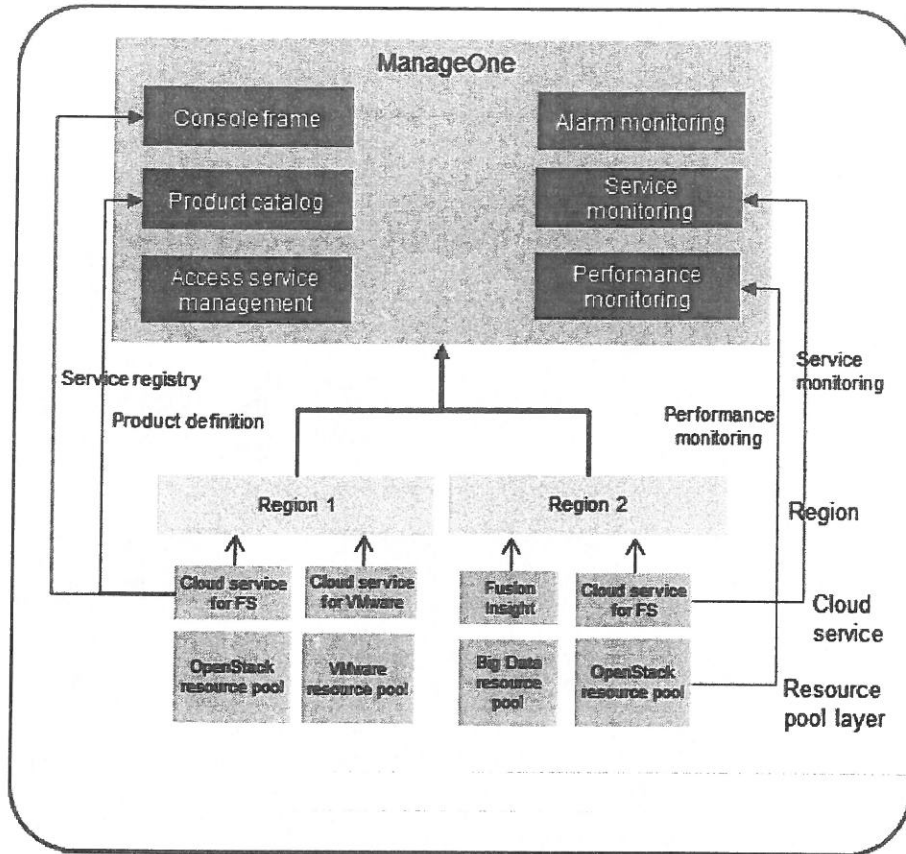 ManageOne
Console frame
Alarm monitoring
Product catalog
Service
monitoring
Access service
management
Performance
monitoring
Service registry
Product definition
Service
monitoring
Performance
monitoring
Region 1
Region 2
Region
Cloud service
for FS
Cloud service
for VMware
Fusion
Insight
Cloud service
for FS
Cloud
service
OpenStack
resource pool
VMware
resource pool
Big Data
resource
pool
OpenStack
resource pool
Resource
pool layer